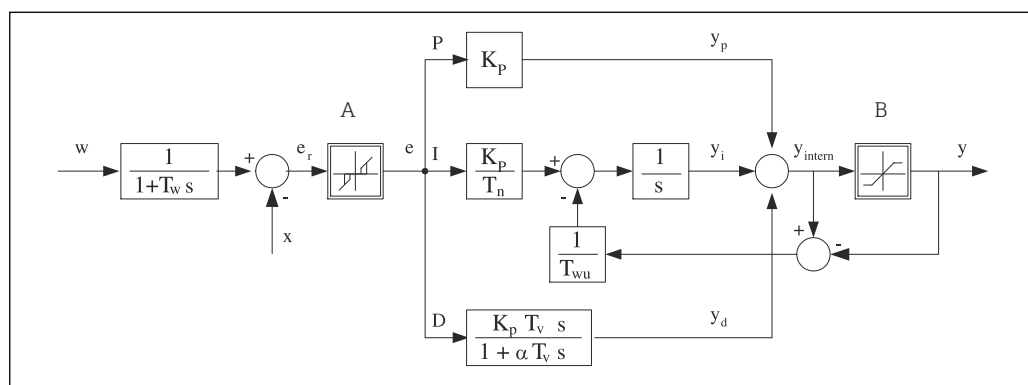 P
y_p
K_P
A
B
w
1
1+T_w s
+
-
x
e_r
e
I
K_P
T_n
+
-
1
s
y_i
y_intern
y
1
T_wu
+
-
D
K_p T_v s
1 + α T_v s
y_d